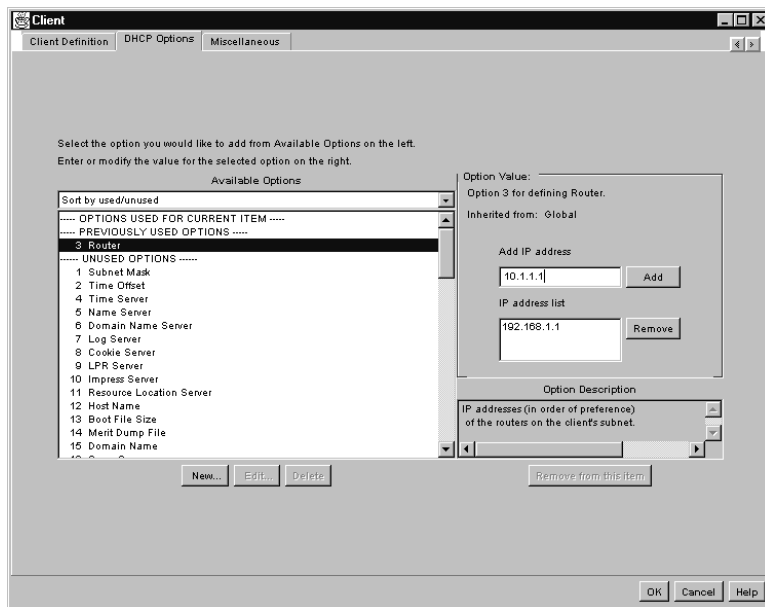 Client
Client Definition
DHCP Options
Miscellaneous
Select the option you would like to add from Available Options on the left.
Enter or modify the value for the selected option on the right.
Available Options
Sort by used/unused
----- OPTIONS USED FOR CURRENT ITEM -----
----- PREVIOUSLY USED OPTIONS -----
3 Router
------ UNUSED OPTIONS ------
1 Subnet Mask
2 Time Offset
4 Time Server
5 Name Server
6 Domain Name Server
7 Log Server
8 Cookie Server
9 LPR Server
10 Impress Server
11 Resource Location Server
12 Host Name
13 Boot File Size
14 Merit Dump File
15 Domain Name
New...
Edit...
Delete
Option Value:
Option 3 for defining Router.
Inherited from: Global
Add IP address
10.1.1.1
Add
IP address list
192.168.1.1
Remove
Option Description
IP addresses (in order of preference)
of the routers on the client's subnet.
Remove from this item
OK
Cancel
Help